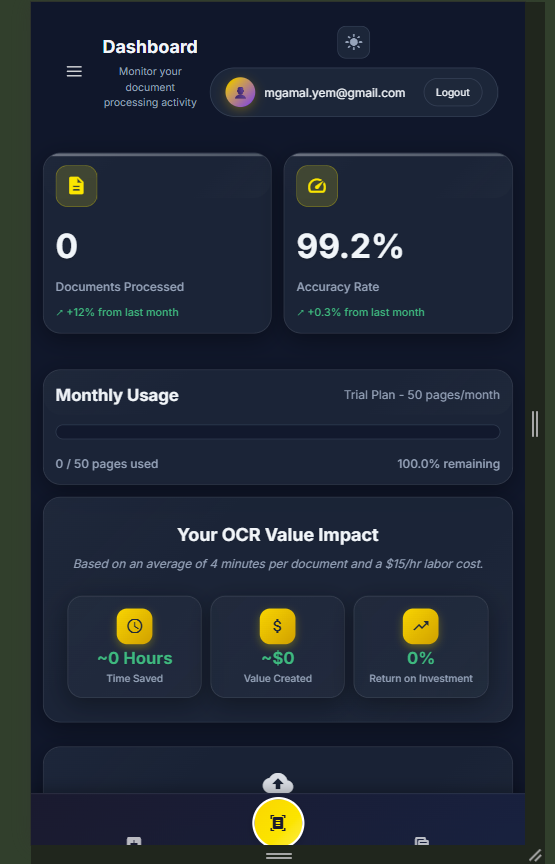 Dashboard
Monitor your
document
processing activity
mgamal.yem@gmail.com
Logout
0
Documents Processed
↗ +12% from last month
99.2%
Accuracy Rate
↗ +0.3% from last month
Monthly Usage
Trial Plan - 50 pages/month
0 / 50 pages used
100.0% remaining
Your OCR Value Impact
Based on an average of 4 minutes per document and a $15/hr labor cost.
~0 Hours
Time Saved
~$0
Value Created
0%
Return on Investment